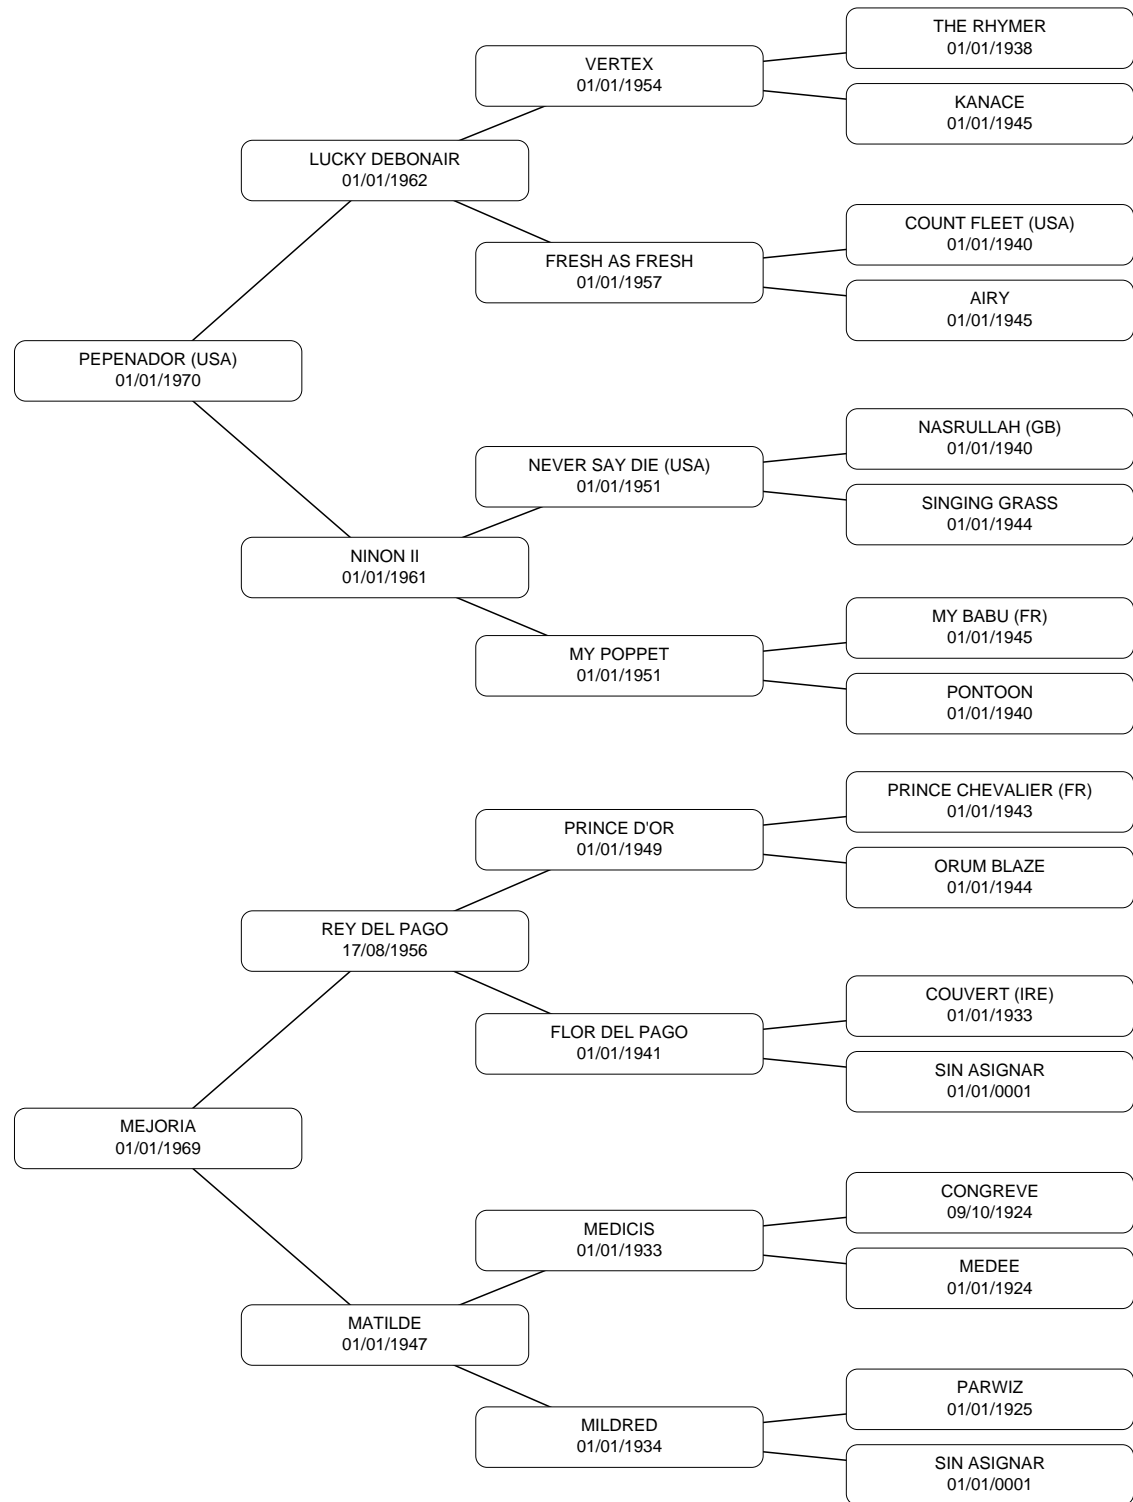 THE RHYMER
01/01/1938
VERTEX
01/01/1954
KANACE
01/01/1945
LUCKY DEBONAIR
01/01/1962
COUNT FLEET (USA)
01/01/1940
FRESH AS FRESH
01/01/1957
AIRY
01/01/1945
PEPENADOR (USA)
01/01/1970
NASRULLAH (GB)
01/01/1940
NEVER SAY DIE (USA)
01/01/1951
SINGING GRASS
01/01/1944
NINON II
01/01/1961
MY BABU (FR)
01/01/1945
MY POPPET
01/01/1951
PONTOON
01/01/1940
PRINCE CHEVALIER (FR)
01/01/1943
PRINCE D'OR
01/01/1949
ORUM BLAZE
01/01/1944
REY DEL PAGO
17/08/1956
COUVERT (IRE)
01/01/1933
FLOR DEL PAGO
01/01/1941
SIN ASIGNAR
01/01/0001
MEJORIA
01/01/1969
CONGREVE
09/10/1924
MEDICIS
01/01/1933
MEDEE
01/01/1924
MATILDE
01/01/1947
PARWIZ
01/01/1925
MILDRED
01/01/1934
SIN ASIGNAR
01/01/0001